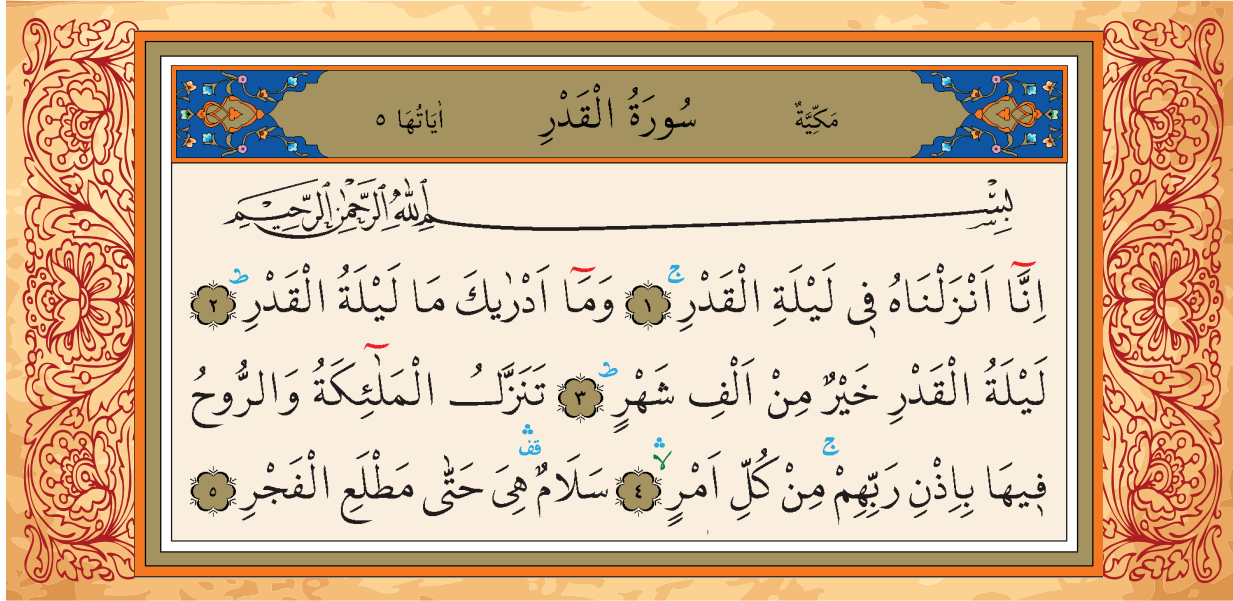 مَكِّيَّةٌ سُورَةُ الْقَدْرِ اٰيَاتُهَا ٥
بِسْمِ اللّٰهِ الرَّحْمٰنِ الرَّحِيمِ
اِنَّٓا اَنْزَلْنَاهُ فِي لَيْلَةِ الْقَدْرِۚ ﴿١﴾ وَمَٓا اَدْرٰيكَ مَا لَيْلَةُ الْقَدْرِۜ ﴿٢﴾
لَيْلَةُ الْقَدْرِ خَيْرٌ مِنْ اَلْفِ شَهْرٍۜ ﴿٣﴾ تَنَزَّلُ الْمَلٰٓئِكَةُ وَالرُّوحُ
فِيهَا بِاِذْنِ رَبِّهِمْۚ مِنْ كُلِّ اَمْرٍۙۛ ﴿٤﴾ سَلَامٌ۠ۛ هِيَ حَتّٰى مَطْلَعِ الْفَجْرِ ﴿٥﴾